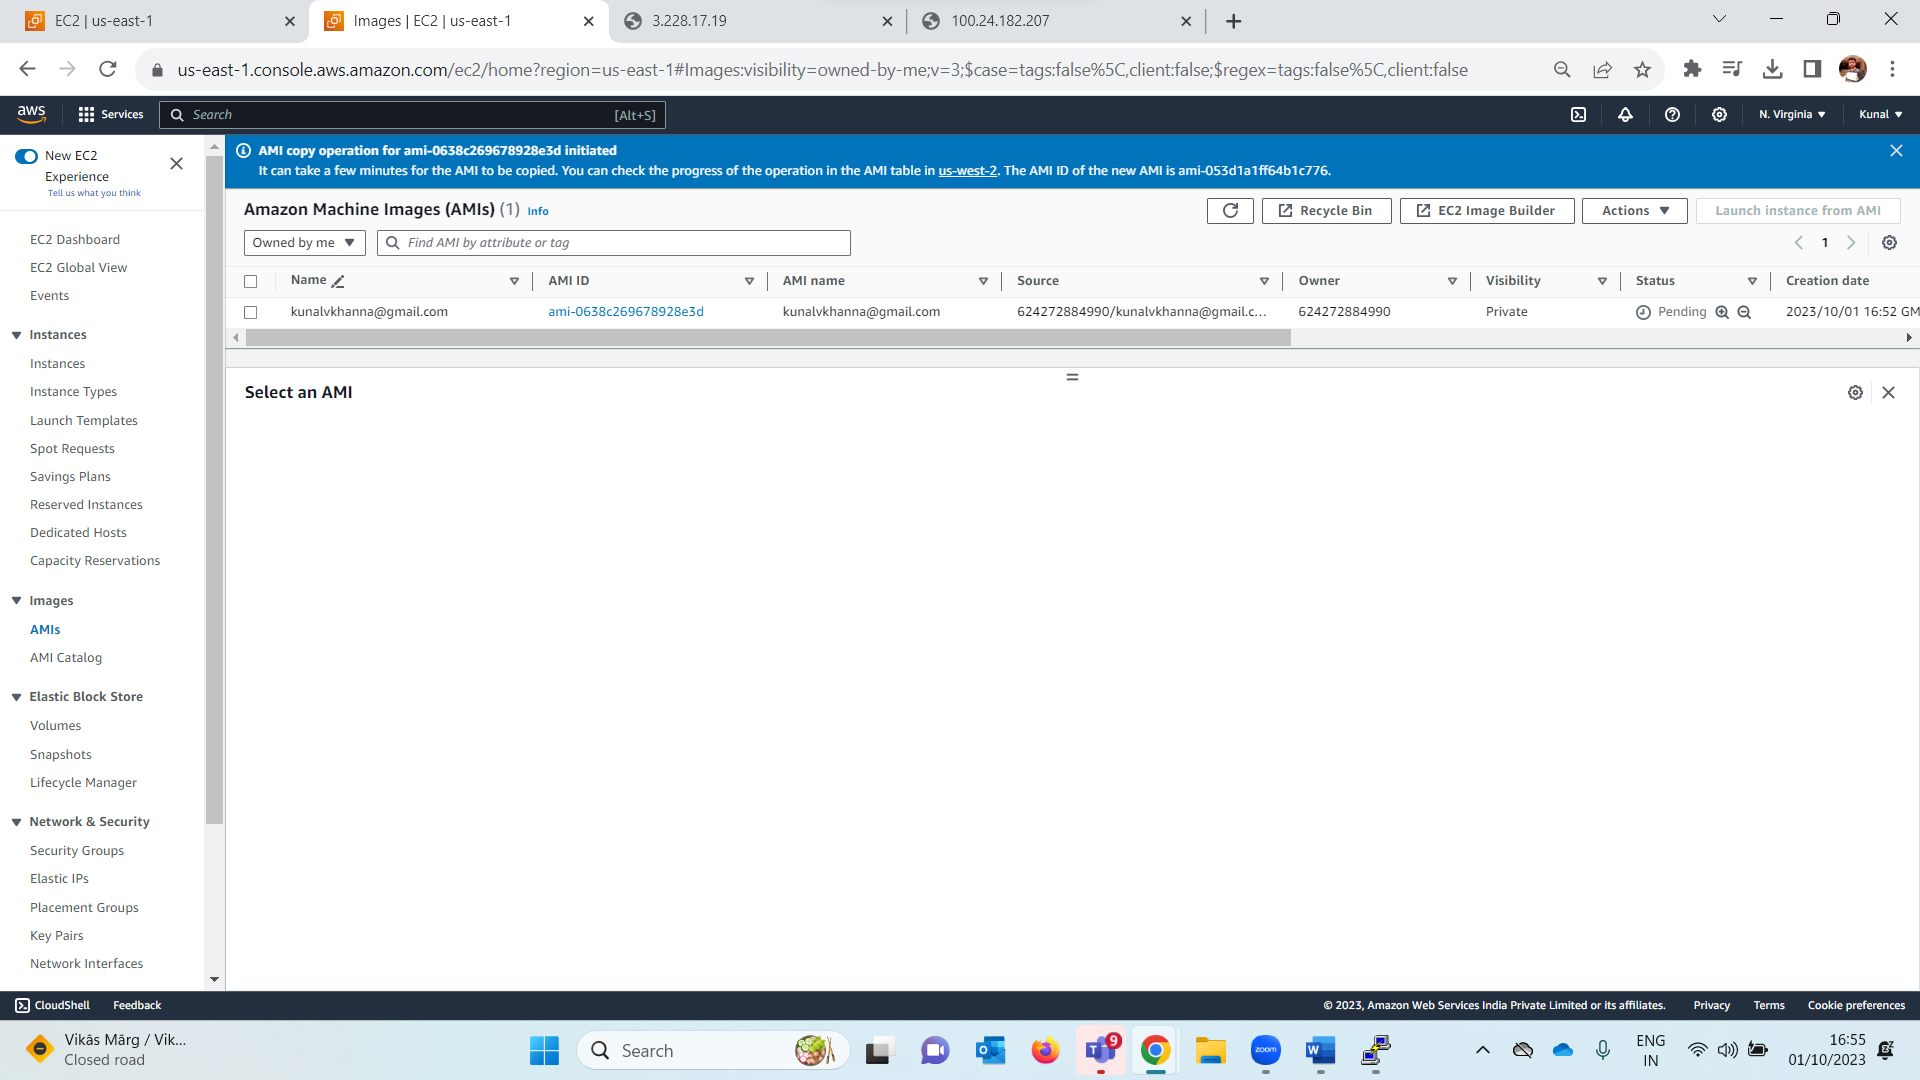 EC2 | us-east-1
Images | EC2 | us-east-1
3.228.17.19
100.24.182.207
us-east-1.console.aws.amazon.com/ec2/home?region=us-east-1#Images:visibility=owned-by-me;v=3;$case=tags:false%5C,client:false;$regex=tags:false%5C,client:false
aws
Services
Search
[Alt+S]
N. Virginia
Kunal
New EC2
Experience
Tell us what you think
EC2 Dashboard
EC2 Global View
Events
Instances
Instances
Instance Types
Launch Templates
Spot Requests
Savings Plans
Reserved Instances
Dedicated Hosts
Capacity Reservations
Images
AMIs
AMI Catalog
Elastic Block Store
Volumes
Snapshots
Lifecycle Manager
Network & Security
Security Groups
Elastic IPs
Placement Groups
Key Pairs
Network Interfaces
AMI copy operation for ami-0638c269678928e3d initiated
It can take a few minutes for the AMI to be copied. You can check the progress of the operation in the AMI table in us-west-2. The AMI ID of the new AMI is ami-053d1a1ff64b1c776.
Amazon Machine Images (AMIs) (1) Info
Recycle Bin
EC2 Image Builder
Actions
Launch instance from AMI
Owned by me
Find AMI by attribute or tag
1
Name AMI ID AMI name Source Owner Visibility Status Creation date
kunalvkhanna@gmail.com ami-0638c269678928e3d kunalvkhanna@gmail.com 624272884990/kunalvkhanna@gmail.c... 624272884990 Private Pending 2023/10/01 16:52 GM
Select an AMI
CloudShell
Feedback
© 2023, Amazon Web Services India Private Limited or its affiliates.
Privacy
Terms
Cookie preferences
Vikās Mārg / Vik...
Closed road
Search
9
zoom
ENG
IN
16:55
01/10/2023